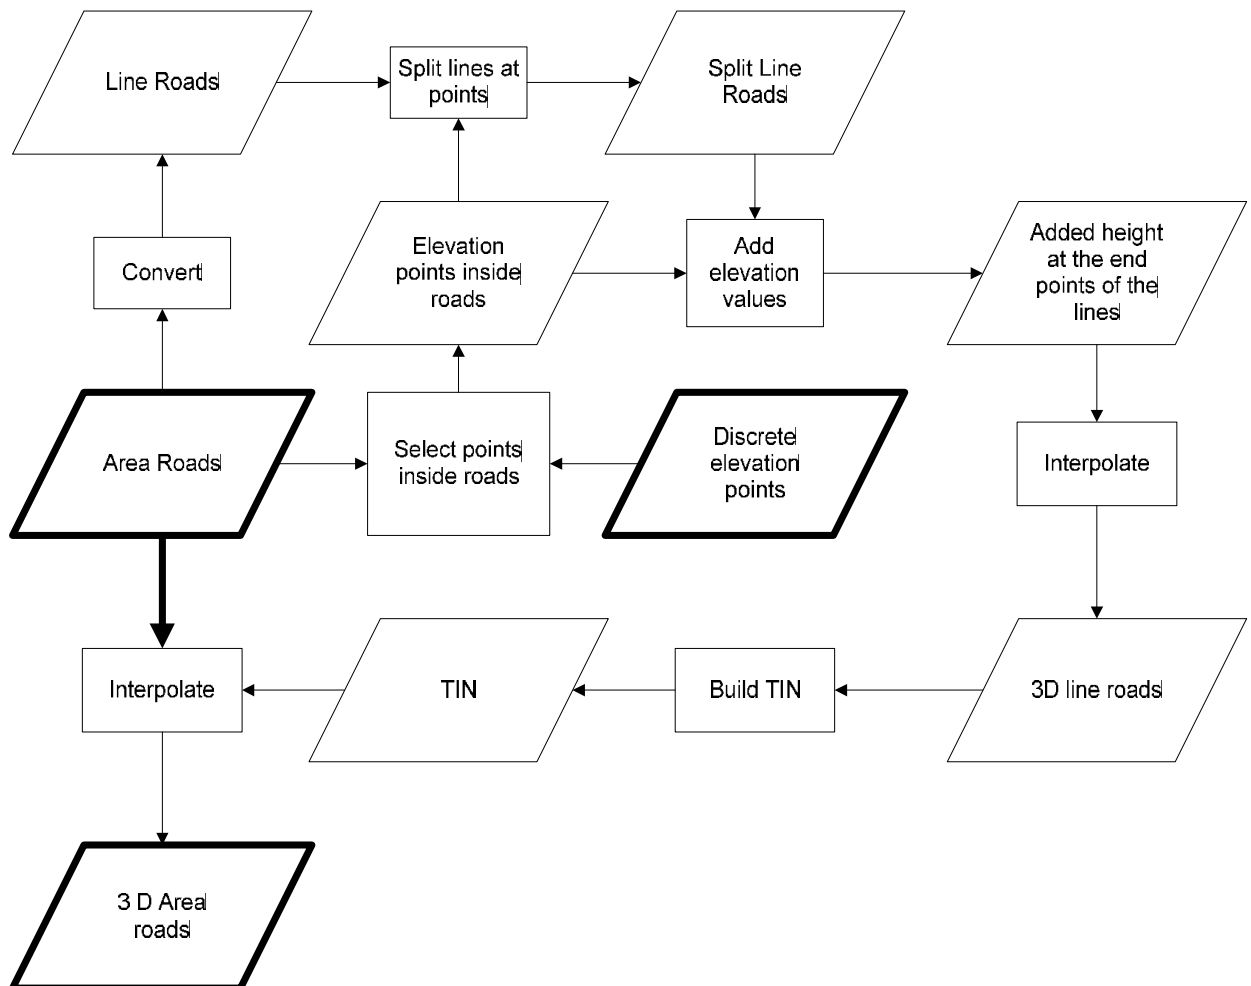 Line Roads
Split lines at
points
Split Line
Roads
Convert
Elevation
points inside
roads
Add
elevation
values
Added height
at the end
points of the
lines
Area Roads
Select points
inside roads
Discrete
elevation
points
Interpolate
Interpolate
TIN
Build TIN
3D line roads
3 D Area
roads